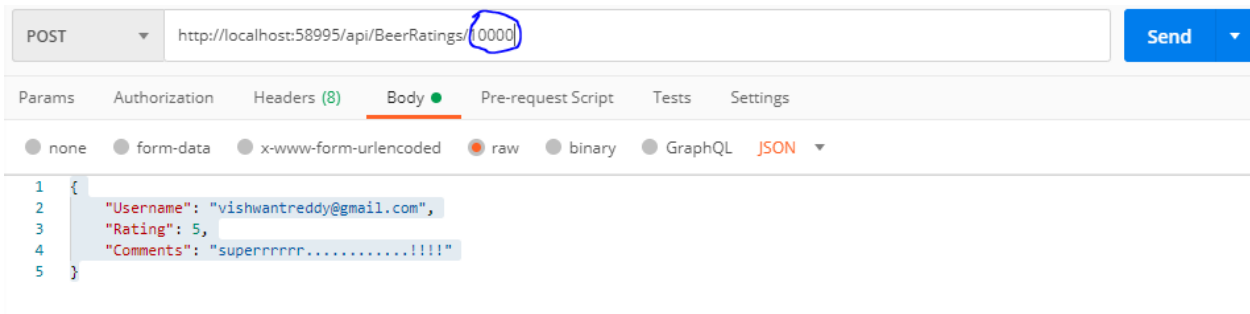 POST http://localhost:58995/api/BeerRatings/10000 Send
Params Authorization Headers (8) Body Pre-request Script Tests Settings
none form-data x-www-form-urlencoded raw binary GraphQL JSON
1 {
2 "Username": "vishwantreddy@gmail.com",
3 "Rating": 5,
4 "Comments": "superrrrrr............!!!!"
5 }